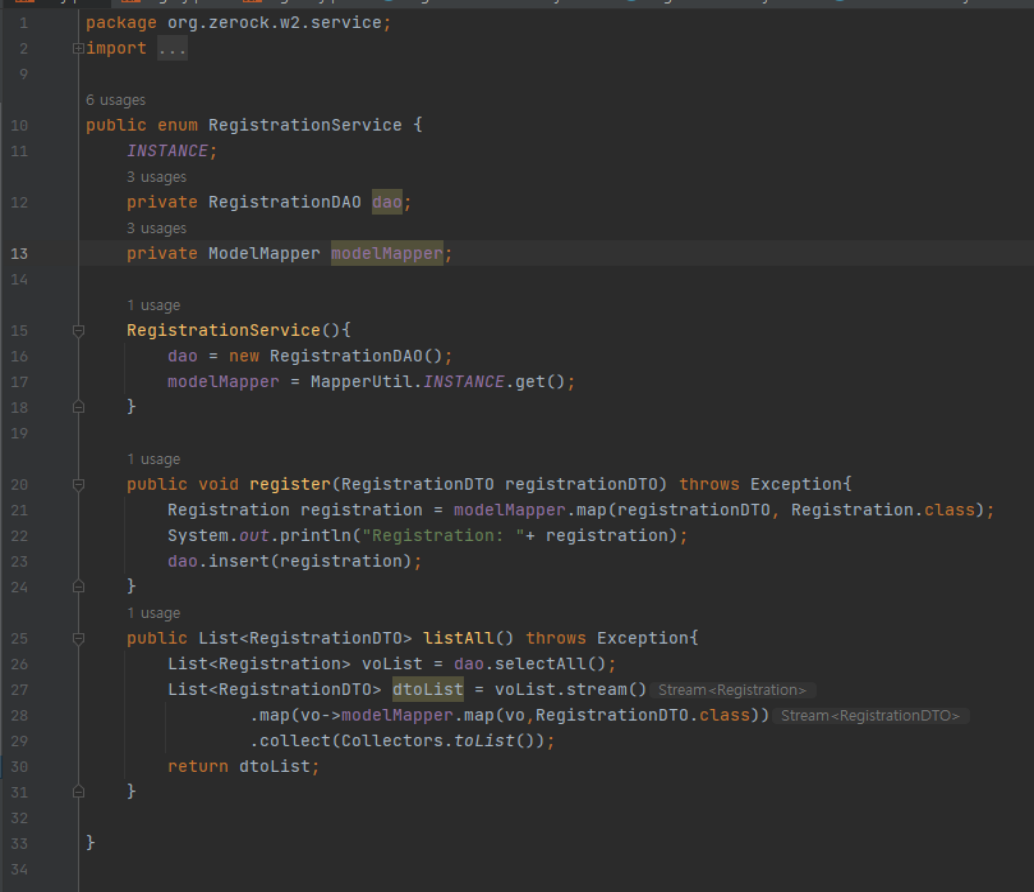 1 package org.zerock.w2.service;
2 import ...
9
6 usages
10 public enum RegistrationService {
11 INSTANCE;
3 usages
12 private RegistrationDAO dao;
3 usages
13 private ModelMapper modelMapper;
14
1 usage
15 RegistrationService(){
16 dao = new RegistrationDAO();
17 modelMapper = MapperUtil.INSTANCE.get();
18 }
19
1 usage
20 public void register(RegistrationDTO registrationDTO) throws Exception{
21 Registration registration = modelMapper.map(registrationDTO, Registration.class);
22 System.out.println("Registration: "+ registration);
23 dao.insert(registration);
24 }
1 usage
25 public List<RegistrationDTO> listAll() throws Exception{
26 List<Registration> voList = dao.selectAll();
27 List<RegistrationDTO> dtoList = voList.stream() Stream<Registration>
28 .map(vo->modelMapper.map(vo,RegistrationDTO.class)) Stream<RegistrationDTO>
29 .collect(Collectors.toList());
30 return dtoList;
31 }
32
33 }
34